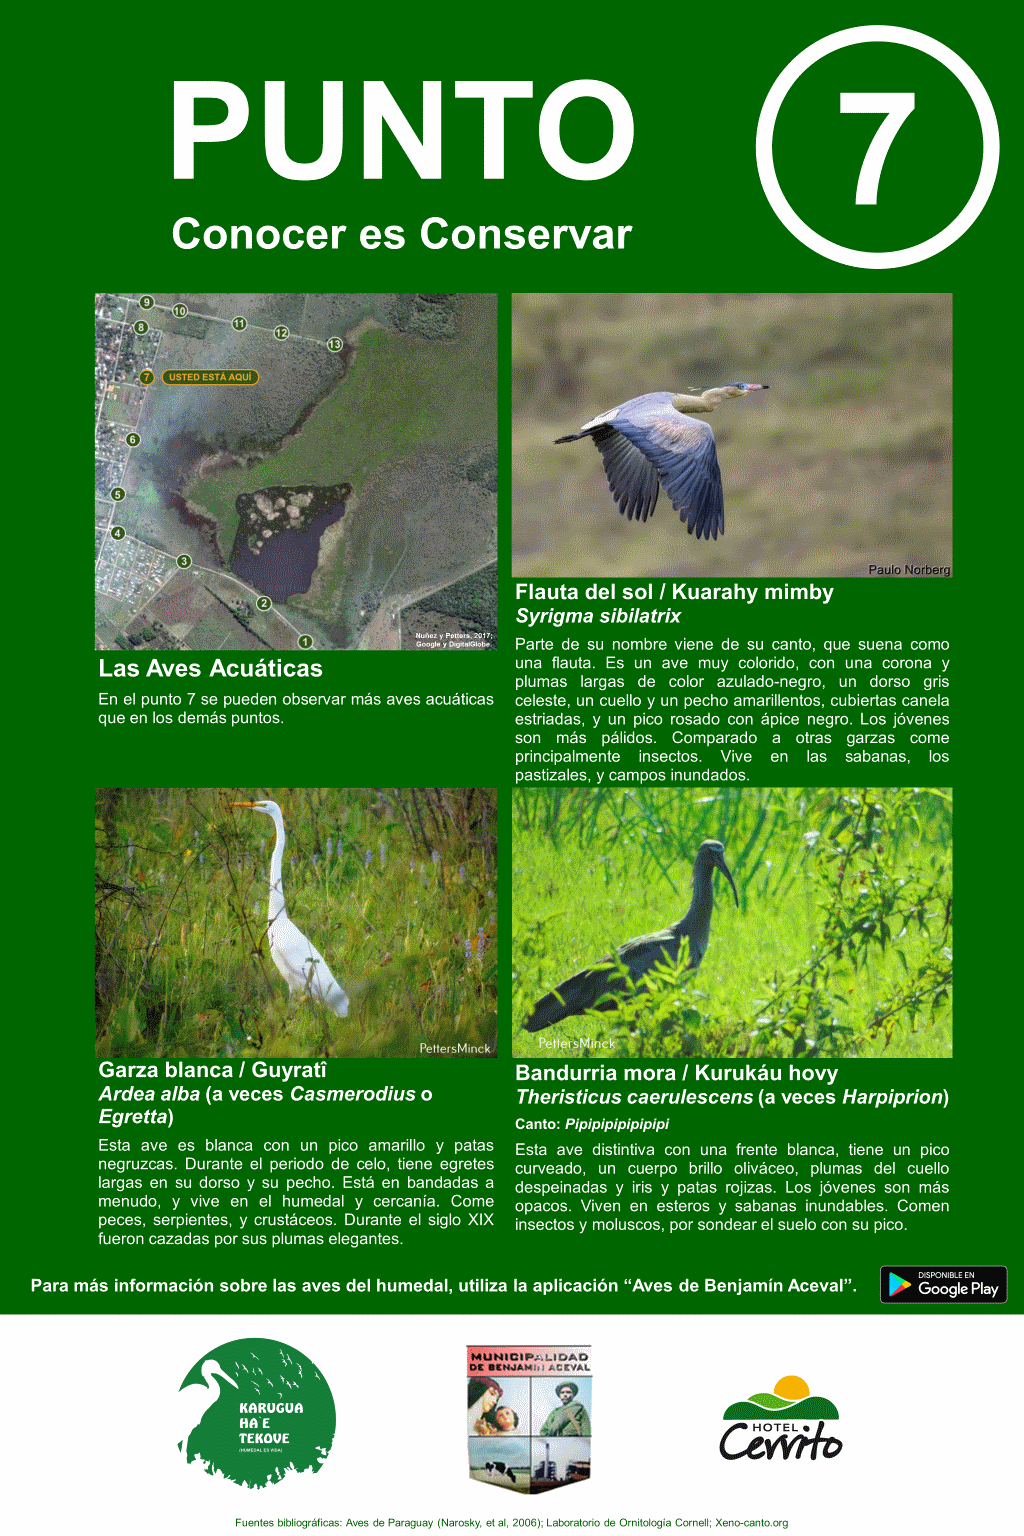 PUNTO
7
Conocer es Conservar
9
10
11
12
13
8
7
USTED ESTÁ AQUÍ
6
5
4
3
2
1
Nuñez y Petters, 2017;
Google y DigitalGlobe.
Las Aves Acuáticas
En el punto 7 se pueden observar más aves acuáticas
que en los demás puntos.
Paulo Norberg
Flauta del sol / Kuarahy mimby
Syrigma sibilatrix
Parte de su nombre viene de su canto, que suena como
una flauta. Es un ave muy colorido, con una corona y
plumas largas de color azulado-negro, un dorso gris
celeste, un cuello y un pecho amarillentos, cubiertas canela
estriadas, y un pico rosado con ápice negro. Los jóvenes
son más pálidos. Comparado a otras garzas come
principalmente insectos. Vive en las sabanas, los
pastizales, y campos inundados.
PettersMinck
Garza blanca / Guyratî
Ardea alba (a veces Casmerodius o
Egretta)
Esta ave es blanca con un pico amarillo y patas
negruzcas. Durante el periodo de celo, tiene egretes
largas en su dorso y su pecho. Está en bandadas a
menudo, y vive en el humedal y cercanía. Come
peces, serpientes, y crustáceos. Durante el siglo XIX
fueron cazadas por sus plumas elegantes.
PettersMinck
Bandurria mora / Kurukáu hovy
Theristicus caerulescens (a veces Harpiprion)
Canto: Pipipipipipipipi
Esta ave distintiva con una frente blanca, tiene un pico
curveado, un cuerpo brillo oliváceo, plumas del cuello
despeinadas y iris y patas rojizas. Los jóvenes son más
opacos. Viven en esteros y sabanas inundables. Comen
insectos y moluscos, por sondear el suelo con su pico.
Para más información sobre las aves del humedal, utiliza la aplicación “Aves de Benjamín Aceval”.
DISPONIBLE EN
Google Play
KARUGUA
HA'E
TEKOVE
(HUMEDAL ES VIDA)
MUNICIPALIDAD
DE BENJAMIN ACEVAL
HOTEL
Cerrito
Fuentes bibliográficas: Aves de Paraguay (Narosky, et al, 2006); Laboratorio de Ornitología Cornell; Xeno-canto.org